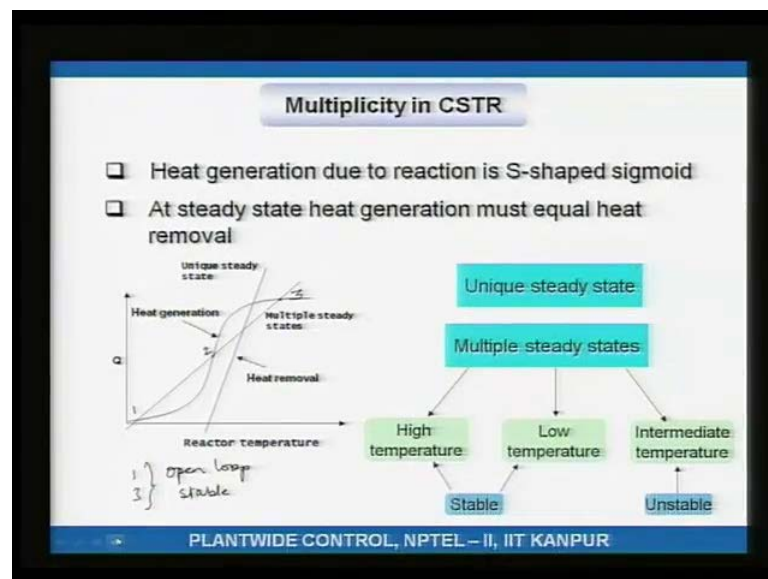 Multiplicity in CSTR
Heat generation due to reaction is S-shaped sigmoid
At steady state heat generation must equal heat
removal
Unique steady
state
Heat generation
Multiple steady
states
Q
Heat removal
Reactor temperature
1
2
3
1 } open loop
3 } stable
Unique steady state
Multiple steady states
High
temperature
Low
temperature
Intermediate
temperature
Stable
Unstable
PLANTWIDE CONTROL, NPTEL – II, IIT KANPUR